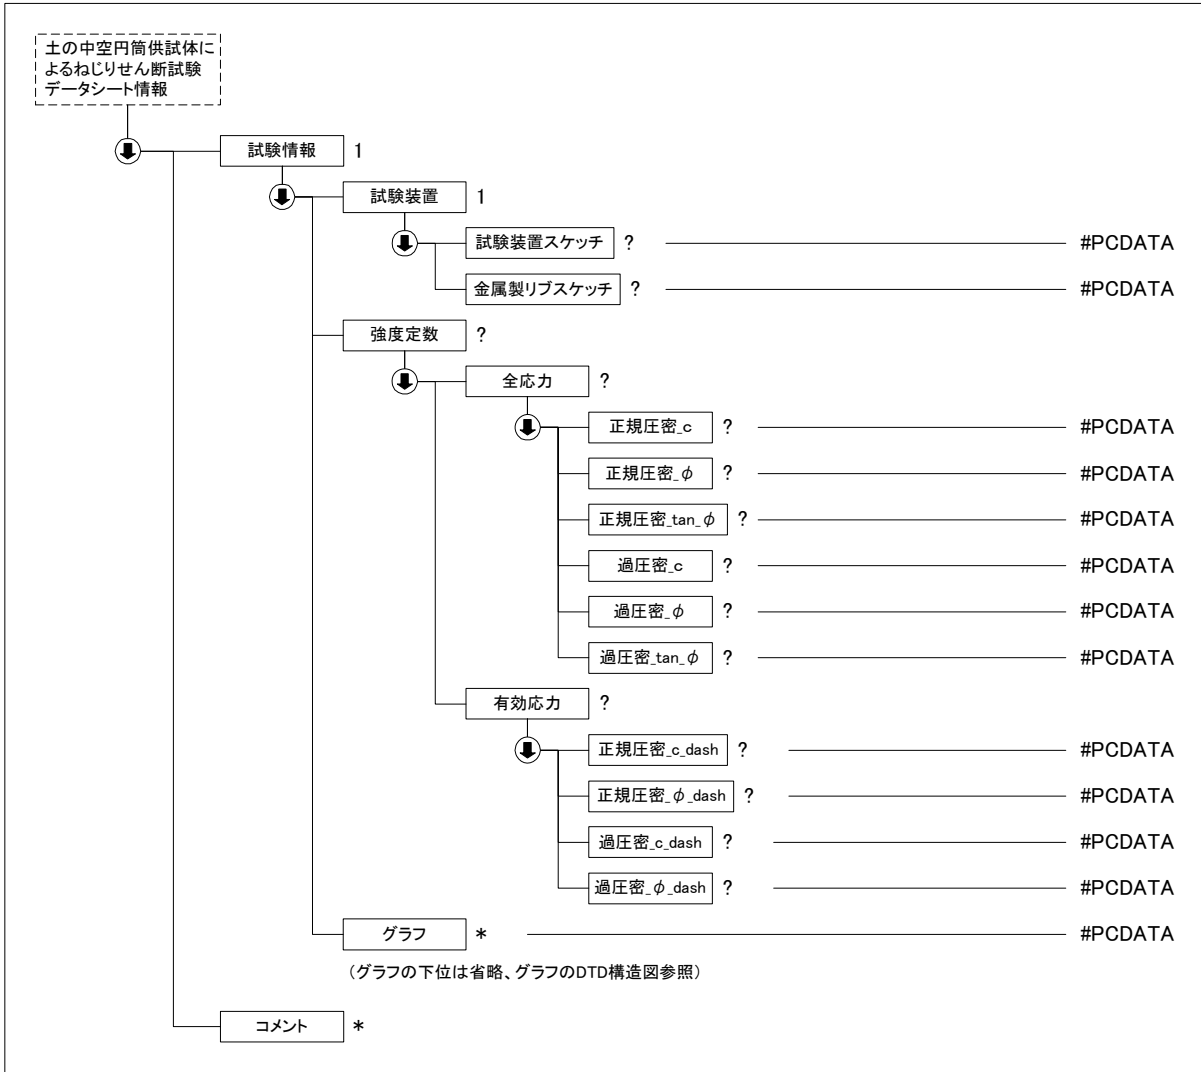 土の中空円筒供試体に
よるねじりせん断試験
データシート情報
試験情報 1
試験装置 1
試験装置スケッチ ? #PCDATA
金属製リブスケッチ ? #PCDATA
強度定数 ?
全応力 ?
正規圧密_c ? #PCDATA
正規圧密_φ ? #PCDATA
正規圧密_tan_φ ? #PCDATA
過圧密_c ? #PCDATA
過圧密_φ ? #PCDATA
過圧密_tan_φ ? #PCDATA
有効応力 ?
正規圧密_c_dash ? #PCDATA
正規圧密_φ_dash ? #PCDATA
過圧密_c_dash ? #PCDATA
過圧密_φ_dash ? #PCDATA
グラフ * #PCDATA
(グラフの下位は省略、グラフのDTD構造図参照)
コメント *